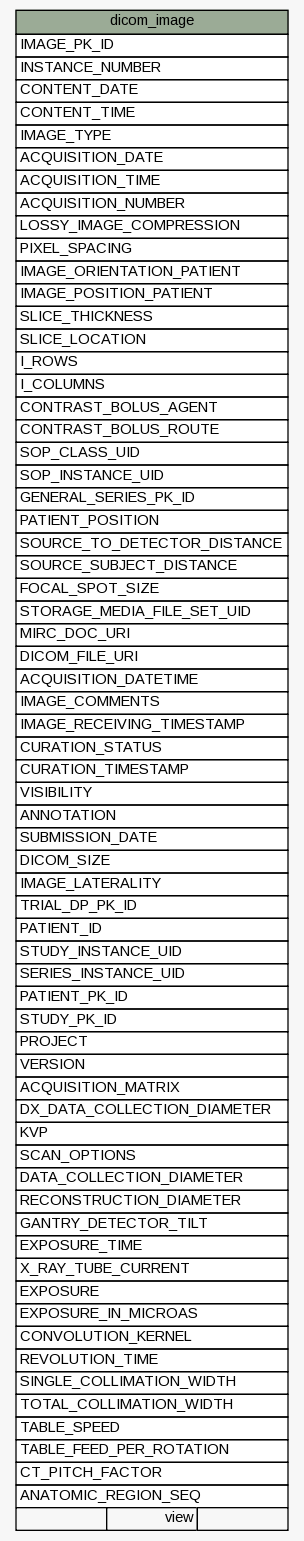 dicom_image
IMAGE_PK_ID
INSTANCE_NUMBER
CONTENT_DATE
CONTENT_TIME
IMAGE_TYPE
ACQUISITION_DATE
ACQUISITION_TIME
ACQUISITION_NUMBER
LOSSY_IMAGE_COMPRESSION
PIXEL_SPACING
IMAGE_ORIENTATION_PATIENT
IMAGE_POSITION_PATIENT
SLICE_THICKNESS
SLICE_LOCATION
I_ROWS
I_COLUMNS
CONTRAST_BOLUS_AGENT
CONTRAST_BOLUS_ROUTE
SOP_CLASS_UID
SOP_INSTANCE_UID
GENERAL_SERIES_PK_ID
PATIENT_POSITION
SOURCE_TO_DETECTOR_DISTANCE
SOURCE_SUBJECT_DISTANCE
FOCAL_SPOT_SIZE
STORAGE_MEDIA_FILE_SET_UID
MIRC_DOC_URI
DICOM_FILE_URI
ACQUISITION_DATETIME
IMAGE_COMMENTS
IMAGE_RECEIVING_TIMESTAMP
CURATION_STATUS
CURATION_TIMESTAMP
VISIBILITY
ANNOTATION
SUBMISSION_DATE
DICOM_SIZE
IMAGE_LATERALITY
TRIAL_DP_PK_ID
PATIENT_ID
STUDY_INSTANCE_UID
SERIES_INSTANCE_UID
PATIENT_PK_ID
STUDY_PK_ID
PROJECT
VERSION
ACQUISITION_MATRIX
DX_DATA_COLLECTION_DIAMETER
KVP
SCAN_OPTIONS
DATA_COLLECTION_DIAMETER
RECONSTRUCTION_DIAMETER
GANTRY_DETECTOR_TILT
EXPOSURE_TIME
X_RAY_TUBE_CURRENT
EXPOSURE
EXPOSURE_IN_MICROAS
CONVOLUTION_KERNEL
REVOLUTION_TIME
SINGLE_COLLIMATION_WIDTH
TOTAL_COLLIMATION_WIDTH
TABLE_SPEED
TABLE_FEED_PER_ROTATION
CT_PITCH_FACTOR
ANATOMIC_REGION_SEQ
view